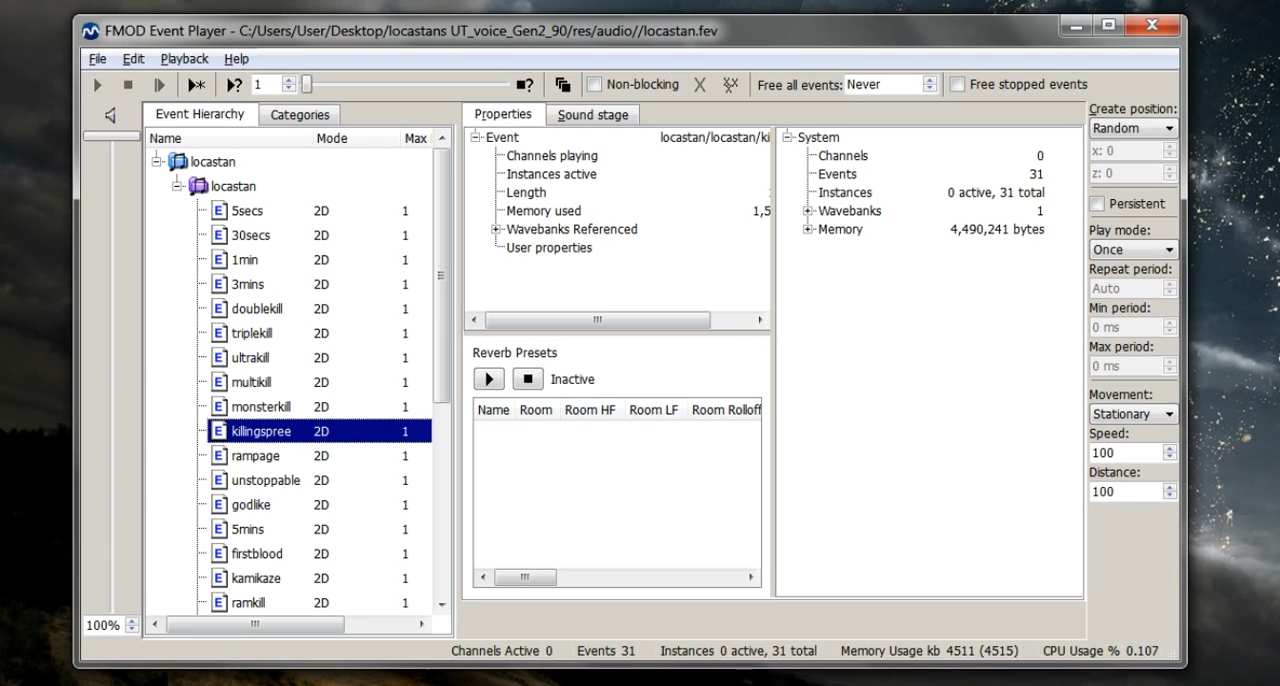 FMOD Event Player - C:/Users/User/Desktop/locastans UT_voice_Gen2_90/res/audio//locastan.fev
File Edit Playback Help
1 Non-blocking Free all events: Never Free stopped events
Event Hierarchy Categories
Name Mode Max
locastan
locastan
5secs 2D 1
30secs 2D 1
1min 2D 1
3mins 2D 1
doublekill 2D 1
triplekill 2D 1
ultrakill 2D 1
multikill 2D 1
monsterkill 2D 1
killingspree 2D 1
rampage 2D 1
unstoppable 2D 1
godlike 2D 1
5mins 2D 1
firstblood 2D 1
kamikaze 2D 1
ramkill 2D 1
100%
Properties Sound stage
Event locastan/locastan/ki
Channels playing
Instances active
Length
Memory used 1,5
Wavebanks Referenced
User properties
Reverb Presets
Inactive
Name Room Room HF Room LF Room Rolloff
System
Channels 0
Events 31
Instances 0 active, 31 total
Wavebanks 1
Memory 4,490,241 bytes
Create position:
Random
x: 0
z: 0
Persistent
Play mode:
Once
Repeat period:
Auto
Min period:
0 ms
Max period:
0 ms
Movement:
Stationary
Speed:
100
Distance:
100
Channels Active 0 Events 31 Instances 0 active, 31 total Memory Usage kb 4511 (4515) CPU Usage % 0.107